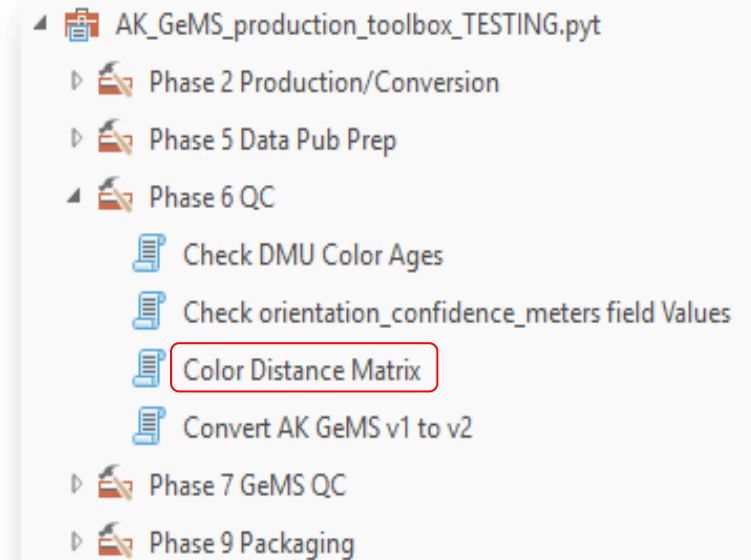 AK_GeMS_production_toolbox_TESTING.pyt
Phase 2 Production/Conversion
Phase 5 Data Pub Prep
Phase 6 QC
Check DMU Color Ages
Check orientation_confidence_meters field Values
Color Distance Matrix
Convert AK GeMS v1 to v2
Phase 7 GeMS QC
Phase 9 Packaging